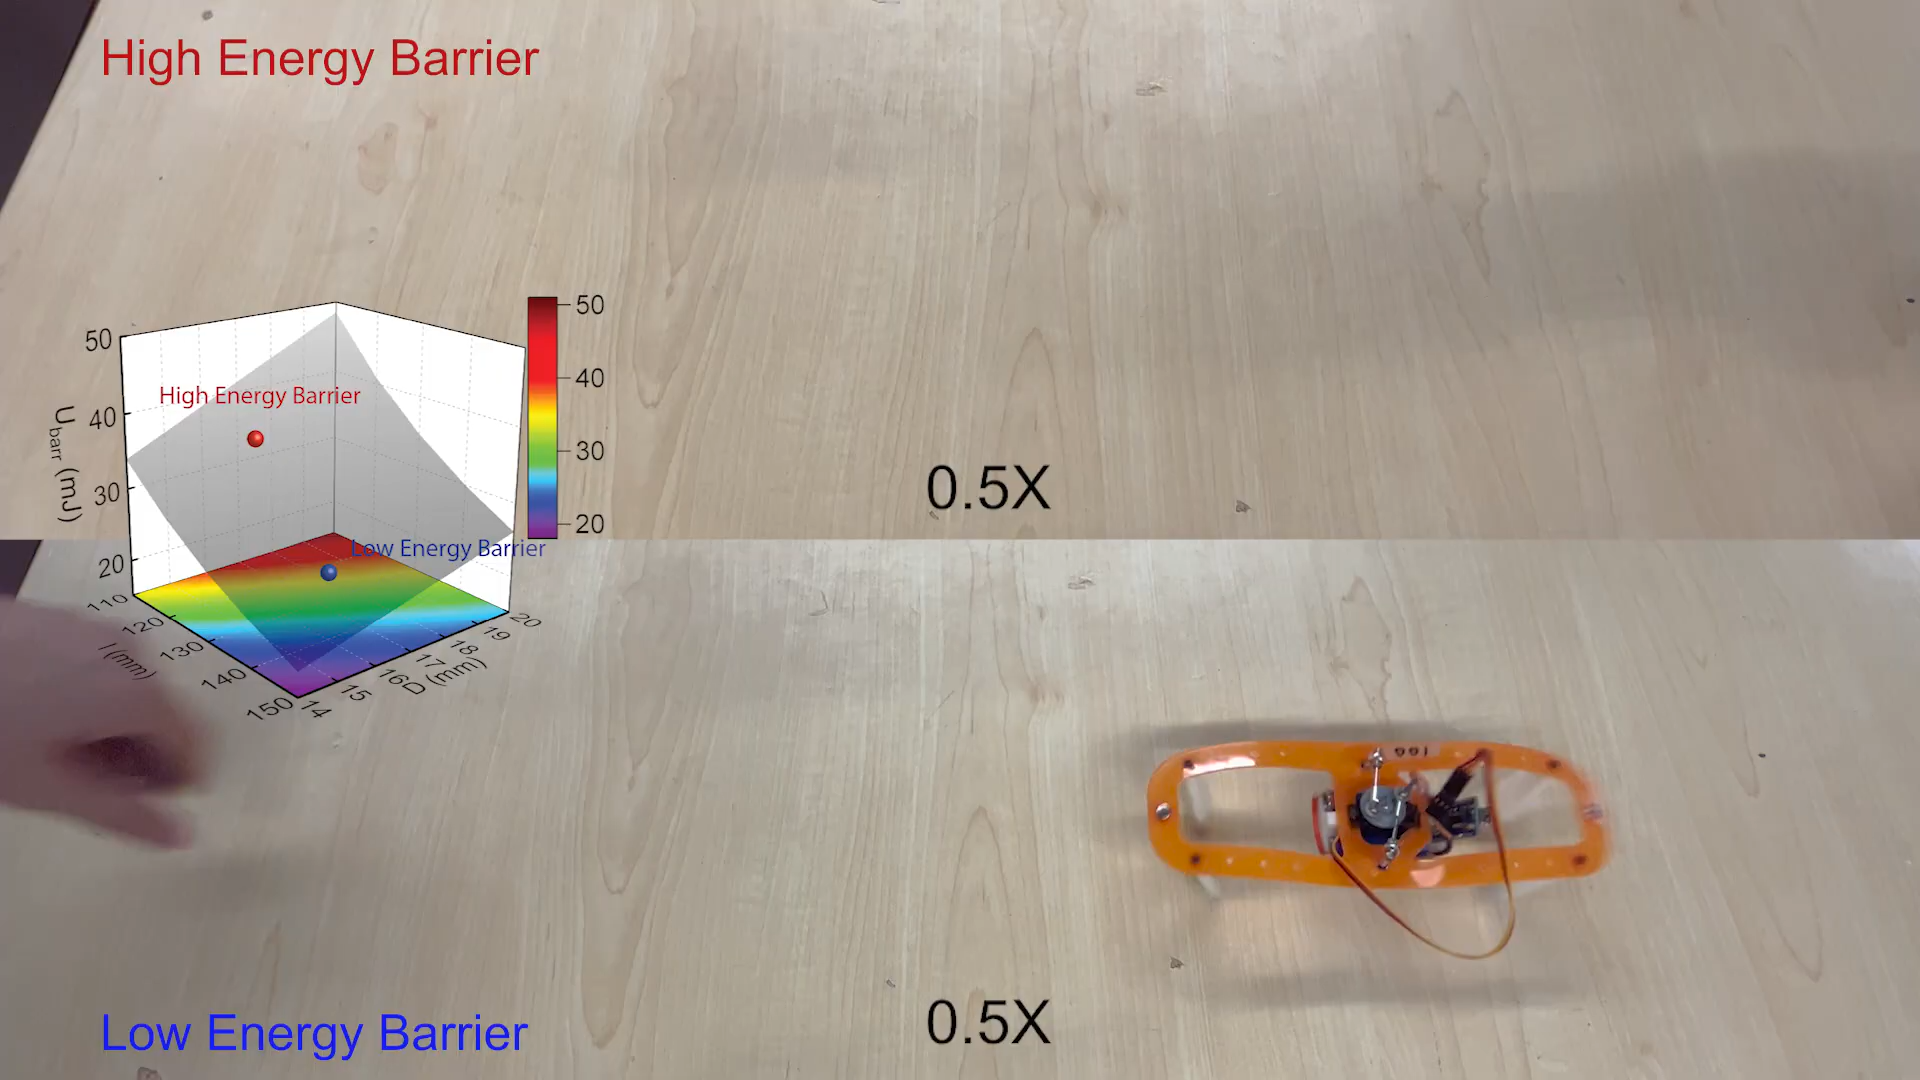 High Energy Barrier
50
40
30
20
U barr (mJ)
High Energy Barrier
50
40
30
20
Low Energy Barrier
110
120
130
140
150
l (mm)
14
15
16
17
18
19
20
D (mm)
0.5X
Low Energy Barrier
0.5X